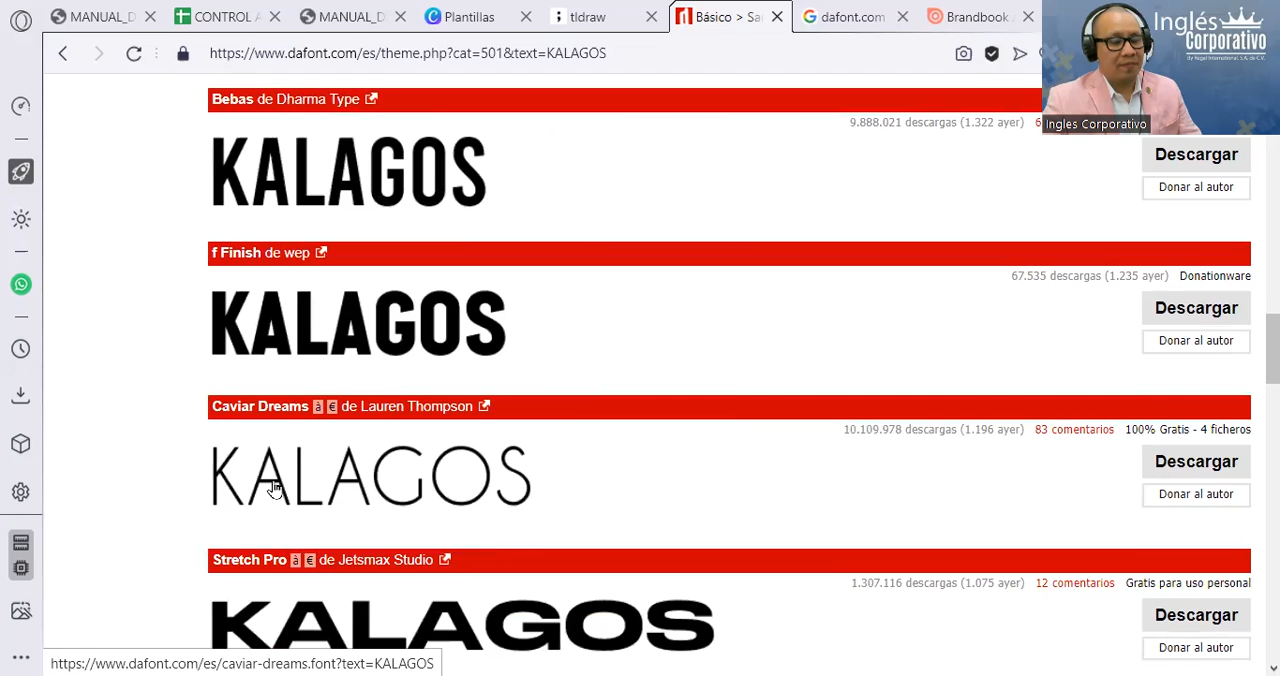 MANUAL_D
CONTROL A
MANUAL_D
Plantillas
tldraw
Básico > Sa
dafont.com
Brandbook A
https://www.dafont.com/es/theme.php?cat=501&text=KALAGOS
Inglés
Corporativo
By Regal International, S.A. de C.V.
Ingles Corporativo
Bebas de Dharma Type
9.888.021 descargas (1.322 ayer)
KALAGOS
Descargar
Donar al autor
f Finish de wep
67.535 descargas (1.235 ayer) Donationware
KALAGOS
Descargar
Donar al autor
Caviar Dreams à € de Lauren Thompson
10.109.978 descargas (1.196 ayer) 83 comentarios 100% Gratis - 4 ficheros
KALAGOS
Descargar
Donar al autor
Stretch Pro à € de Jetsmax Studio
1.307.116 descargas (1.075 ayer) 12 comentarios Gratis para uso personal
KALAGOS
Descargar
Donar al autor
https://www.dafont.com/es/caviar-dreams.font?text=KALAGOS